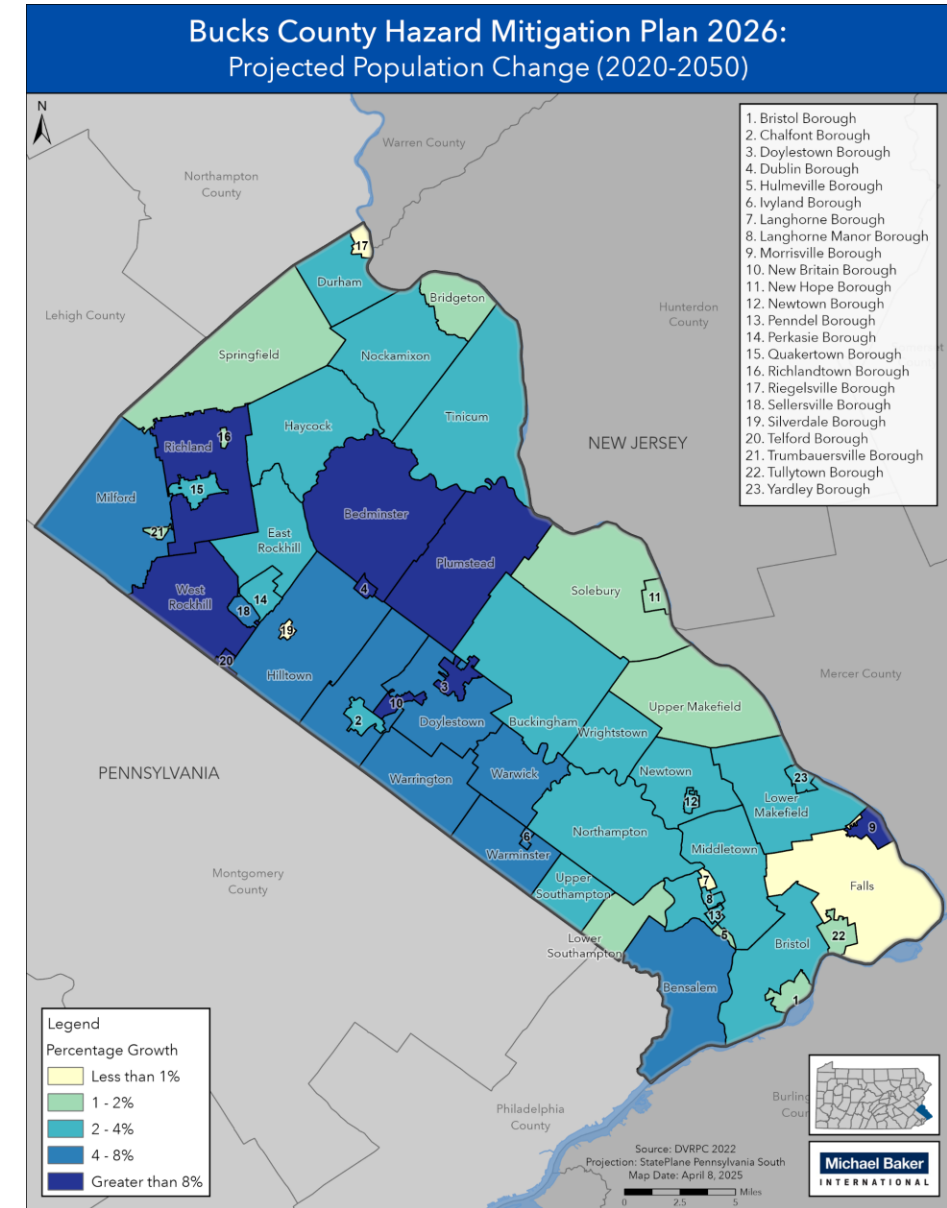 Bucks County Hazard Mitigation Plan 2026:
Projected Population Change (2020-2050)
N
Warren County
Northampton
County
Lehigh County
Hunterdon
County
NEW JERSEY
Mercer County
PENNSYLVANIA
Montgomery
County
Philadelphia
County
1. Bristol Borough
2. Chalfont Borough
3. Doylestown Borough
4. Dublin Borough
5. Hulmeville Borough
6. Ivyland Borough
7. Langhorne Borough
8. Langhorne Manor Borough
9. Morrisville Borough
10. New Britain Borough
11. New Hope Borough
12. Newtown Borough
13. Penndel Borough
14. Perkasie Borough
15. Quakertown Borough
16. Richlandtown Borough
17. Riegelsville Borough
18. Sellersville Borough
19. Silverdale Borough
20. Telford Borough
21. Trumbauersville Borough
22. Tullytown Borough
23. Yardley Borough
17
Durham
Bridgeton
Springfield
Nockamixon
Tinicum
Haycock
Richland
16
15
Milford
21
East
Rockhill
Bedminster
Plumstead
West
Rockhill
18
14
4
Solebury
11
19
20
Hilltown
3
10
2
Doylestown
Buckingham
Upper Makefield
Wrightstown
Warrington
Warwick
Newtown
23
12
Lower
Makefield
6
Northampton
9
Warminster
Middletown
Upper
Southampton
7
8
13
Falls
5
22
Lower
Southampton
Bristol
Bensalem
1
Legend
Percentage Growth
Less than 1%
1 - 2%
2 - 4%
4 - 8%
Greater than 8%
Source: DVRPC 2022
Projection: StatePlane Pennsylvania South
Map Date: April 8, 2025
Miles
0 2.5 5
Michael Baker
INTERNATIONAL